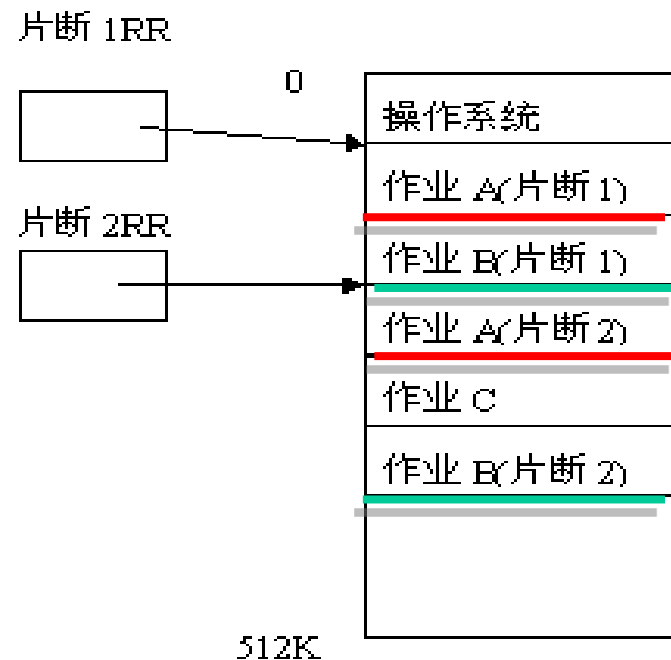 片断 1RR
0
操作系统
作业 A(片断 1)
片断 2RR
作业 B(片断 1)
作业 A(片断 2)
作业 C
作业 B(片断 2)
512K